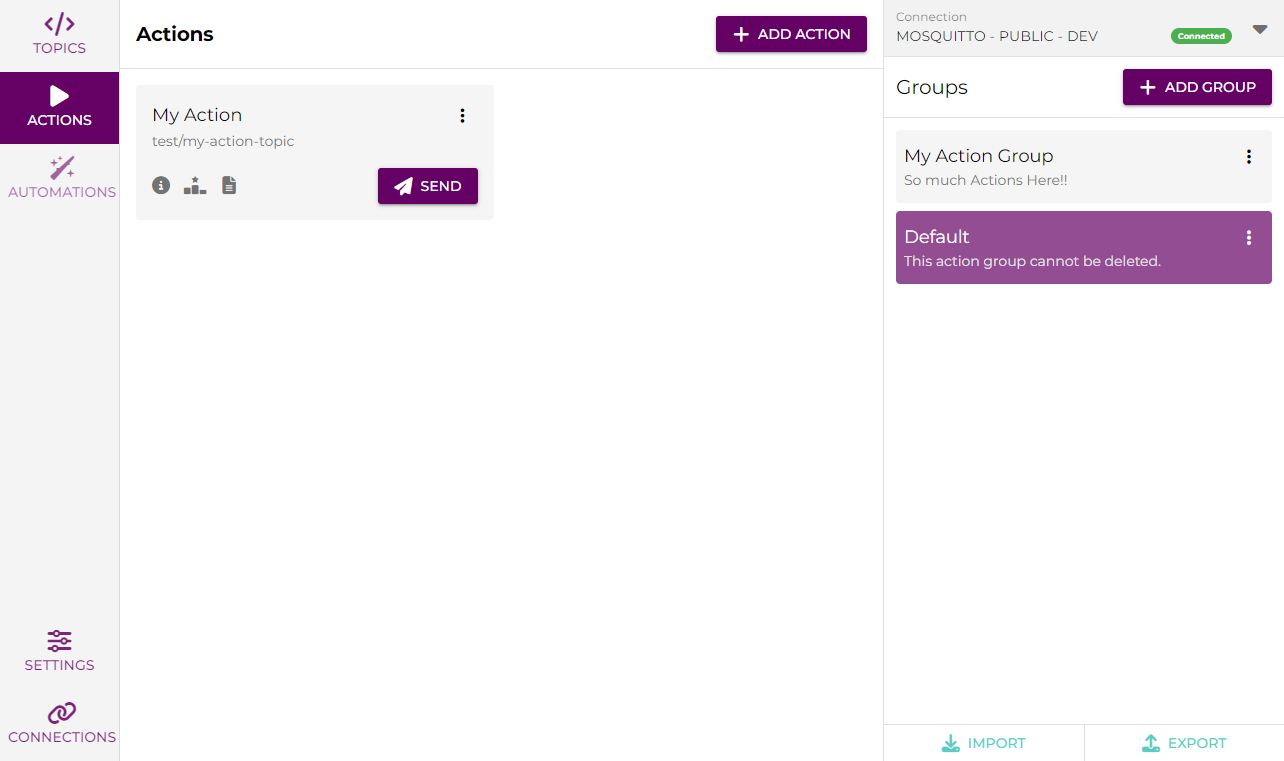 TOPICS
ACTIONS
AUTOMATIONS
SETTINGS
CONNECTIONS
Actions
ADD ACTION
My Action
test/my-action-topic
SEND
Connection
MOSQUITTO - PUBLIC - DEV
Connected
Groups
ADD GROUP
My Action Group
So much Actions Here!!
Default
This action group cannot be deleted.
IMPORT
EXPORT